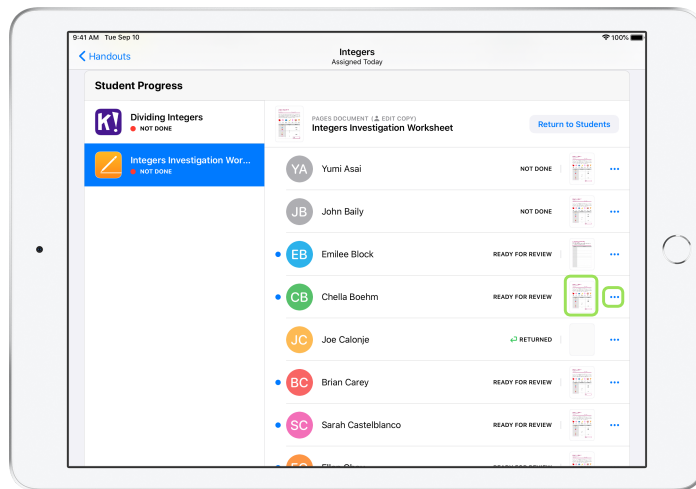 9:41 AM Tue Sep 10
100%
Handouts
Integers
Assigned Today
Student Progress
K!
Dividing Integers
NOT DONE
Integers Investigation Wor...
NOT DONE
PAGES DOCUMENT ( EDIT COPY)
Integers Investigation Worksheet
Return to Students
YA Yumi Asai NOT DONE
JB John Baily NOT DONE
EB Emilee Block READY FOR REVIEW
CB Chella Boehm READY FOR REVIEW
JC Joe Calonje RETURNED
BC Brian Carey READY FOR REVIEW
SC Sarah Castelblanco READY FOR REVIEW